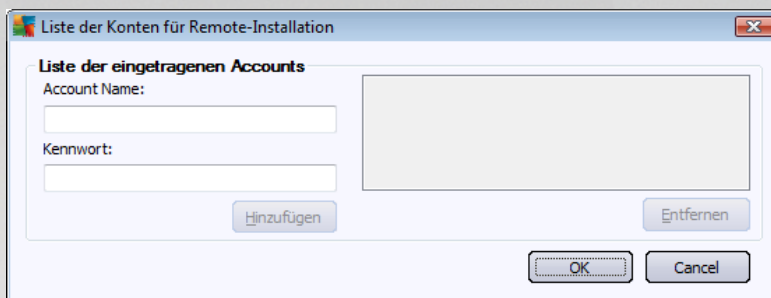 Liste der Konten für Remote-Installation
Liste der eingetragenen Accounts
Account Name:
Kennwort:
Hinzufügen
Entfernen
OK
Cancel